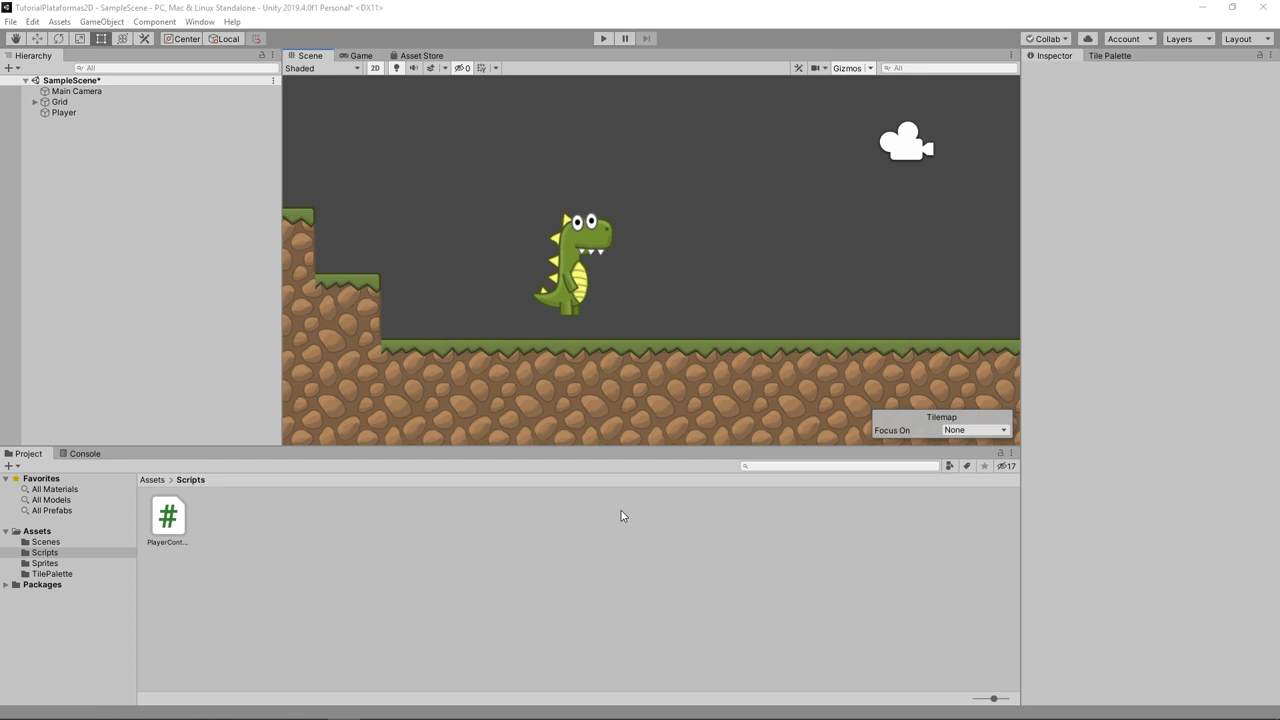 TutorialPlataformas2D - SampleScene - PC, Mac & Linux Standalone - Unity 2019.4.0f1 Personal* <DX11>
File Edit Assets GameObject Component Window Help
Center Local Collab Account Layers Layout
Hierarchy
All
SampleScene*
Main Camera
Grid
Player
Scene Game Asset Store
Shaded 2D 0 Gizmos All
Tilemap
Focus On None
Inspector Tile Palette
Project Console
17
Favorites
All Materials
All Models
All Prefabs
Assets
Scenes
Scripts
Sprites
TilePalette
Packages
Assets > Scripts
#
PlayerCont...